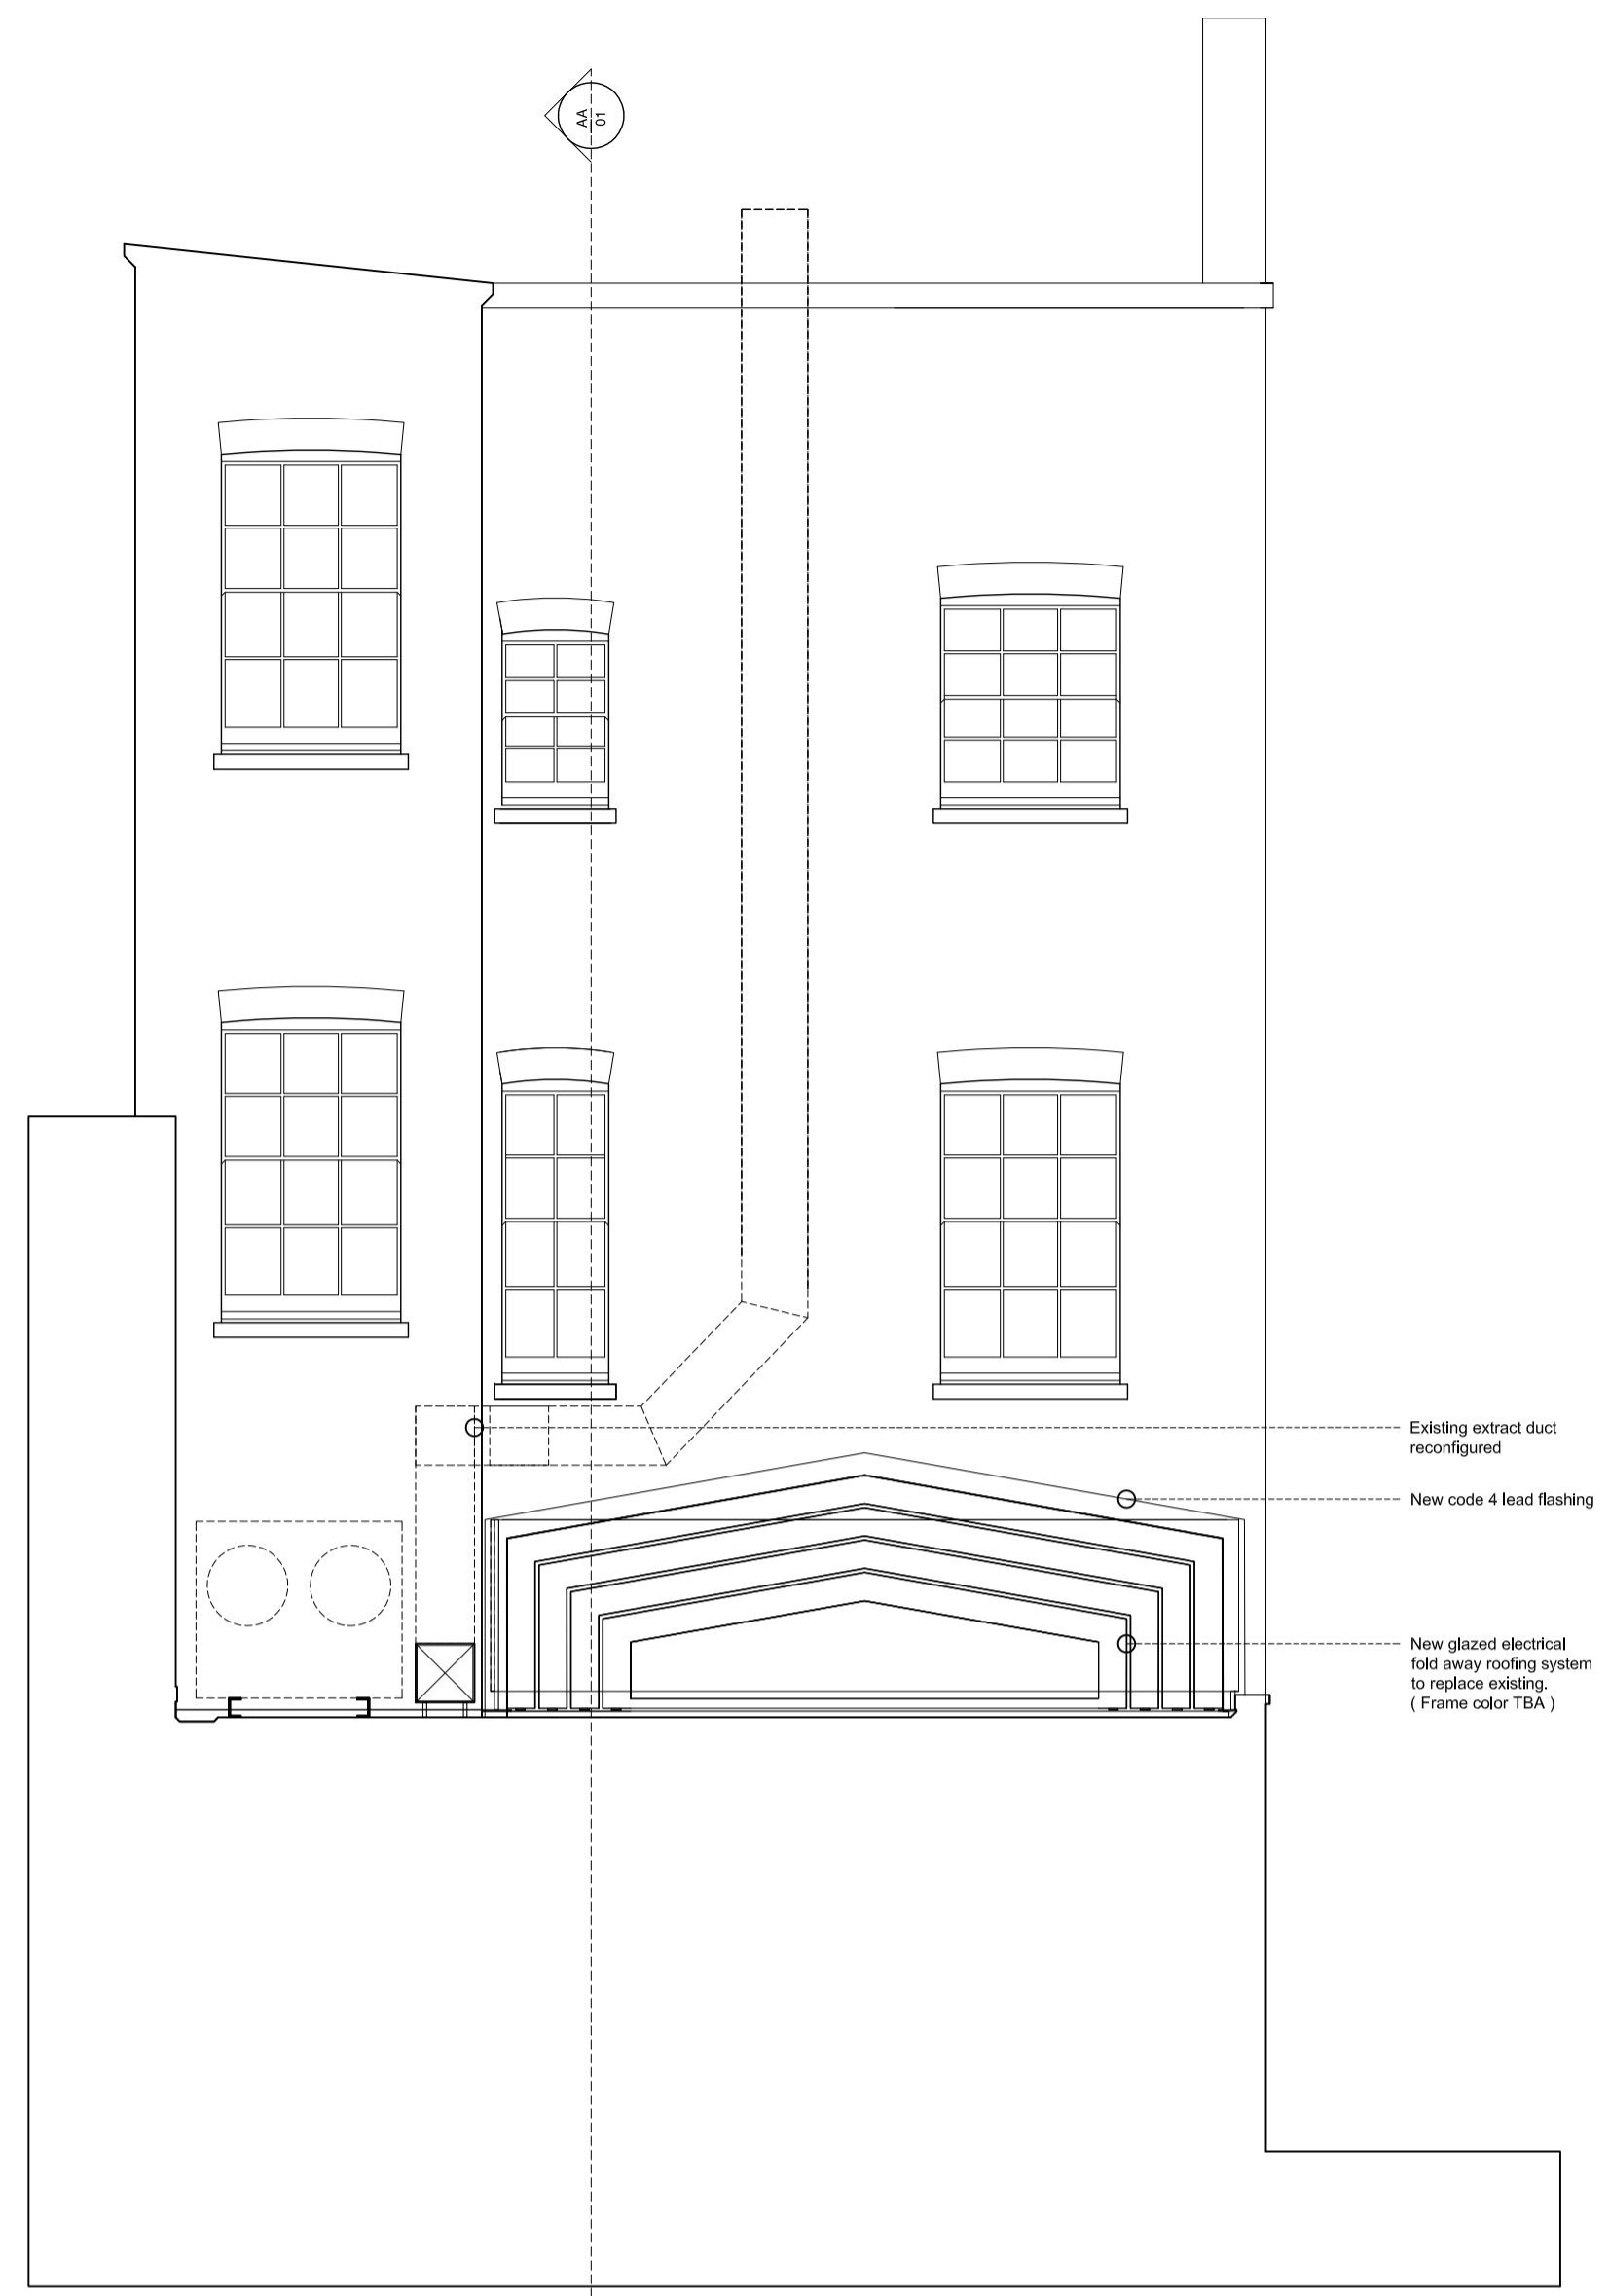 AA
01
Existing extract duct
reconfigured
New code 4 lead flashing
New glazed electrical
fold away roofing system
to replace existing.
( Frame color TBA )